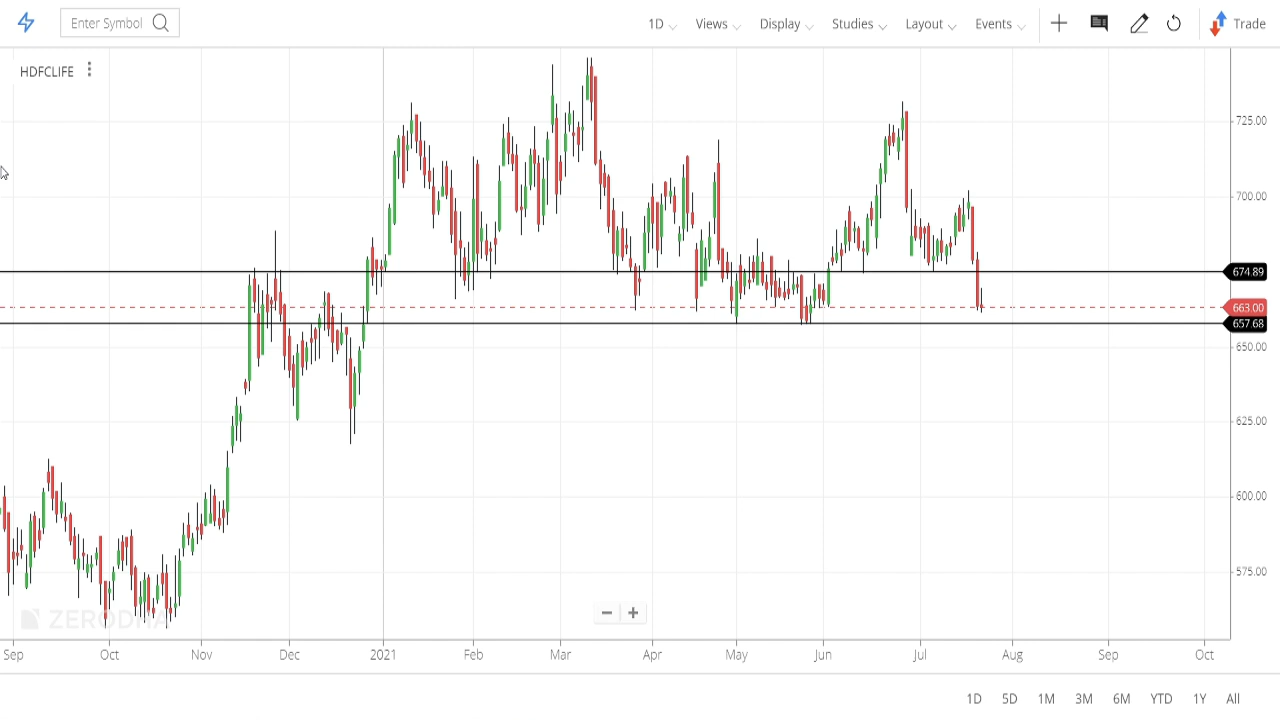 Enter Symbol
1D Views Display Studies Layout Events Trade
HDFCLIFE
725.00
700.00
674.89
663.00
657.68
650.00
625.00
600.00
575.00
ZERODHA
Sep Oct Nov Dec 2021 Feb Mar Apr May Jun Jul Aug Sep Oct
1D 5D 1M 3M 6M YTD 1Y All